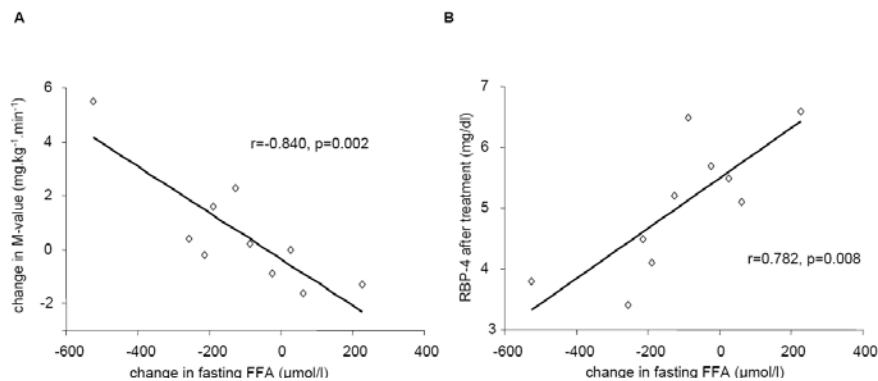 A
change in M-value (mg.kg⁻¹.min⁻¹)
6
4
2
0
-2
r=-0.840, p=0.002
-600 -400 -200 0 200 400
change in fasting FFA (µmol/l)
B
RBP-4 after treatment (mg/dl)
7
6
5
4
3
r=0.782, p=0.008
-600 -400 -200 0 200 400
change in fasting FFA (µmol/l)